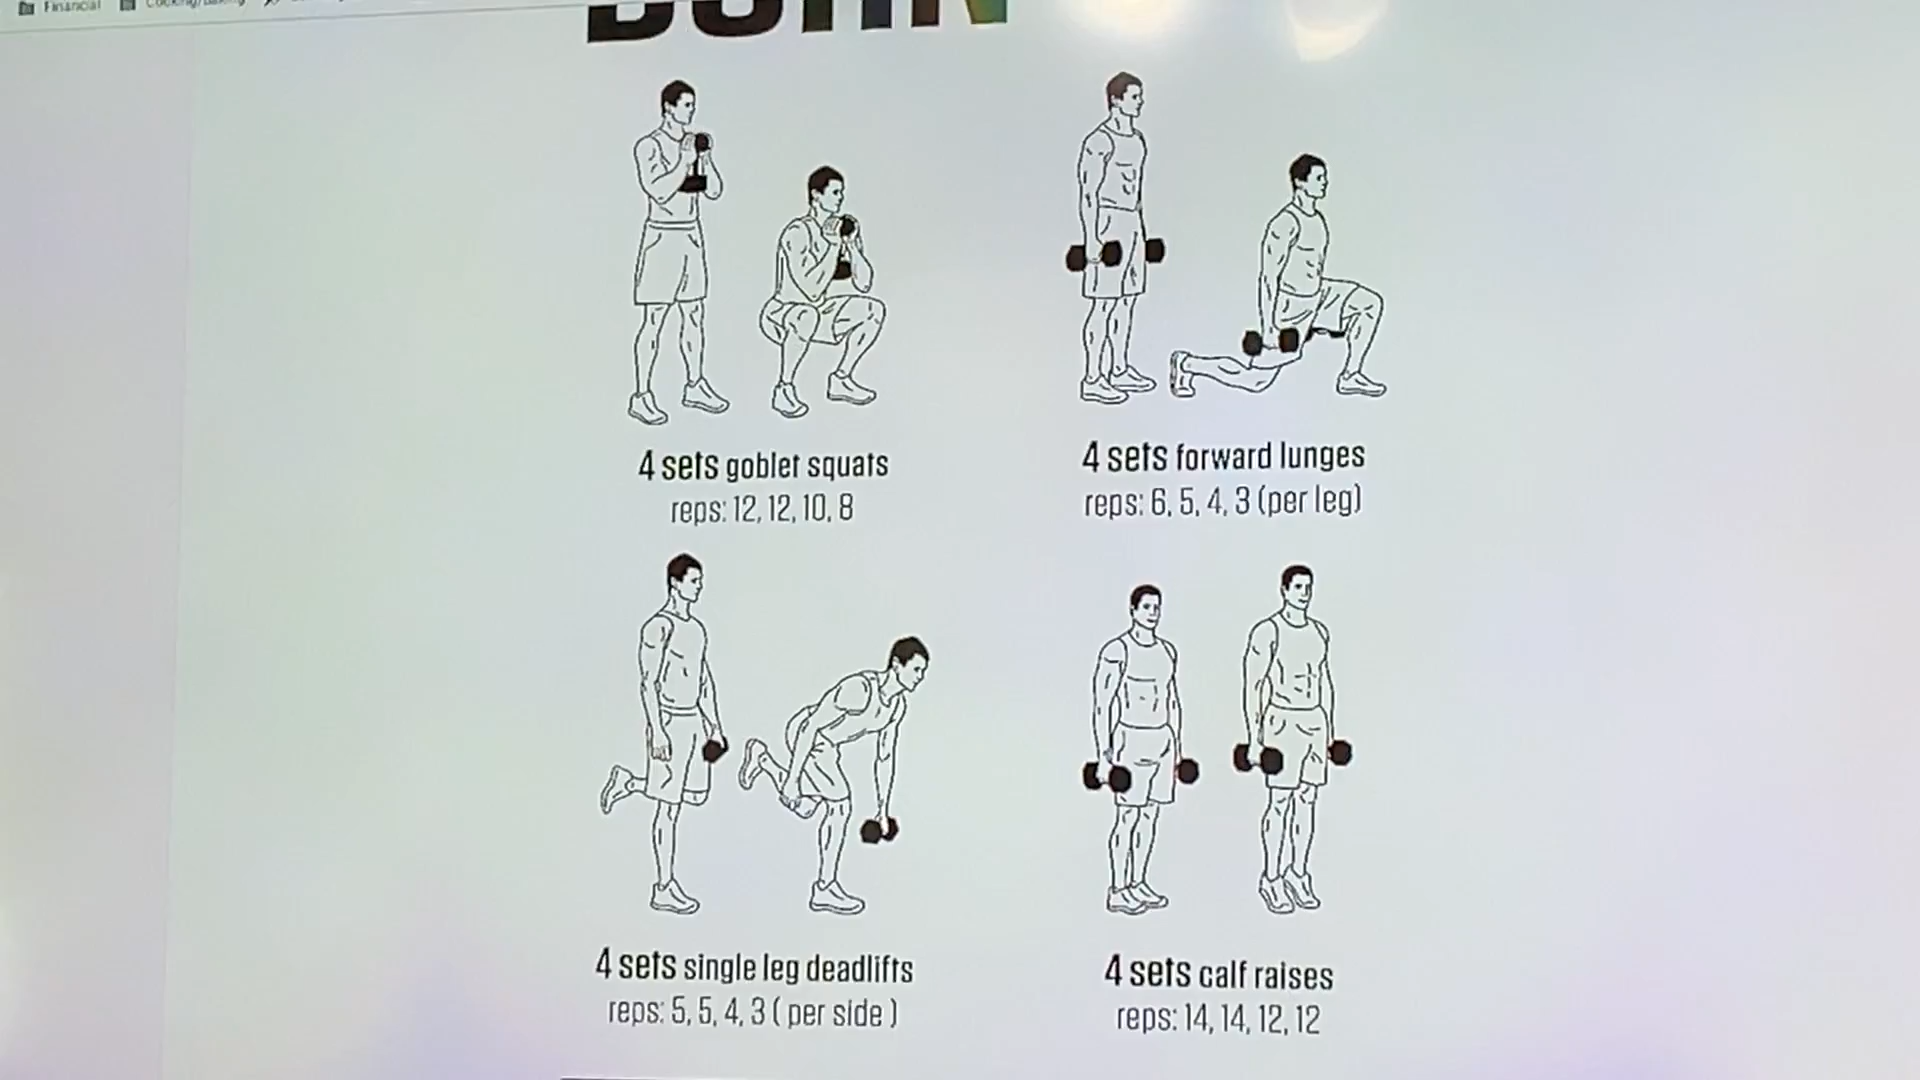 Financial
BURN
4 sets goblet squats
reps: 12, 12, 10, 8
4 sets forward lunges
reps: 6, 5, 4, 3 (per leg)
4 sets single leg deadlifts
reps: 5, 5, 4, 3 ( per side )
4 sets calf raises
reps: 14, 14, 12, 12